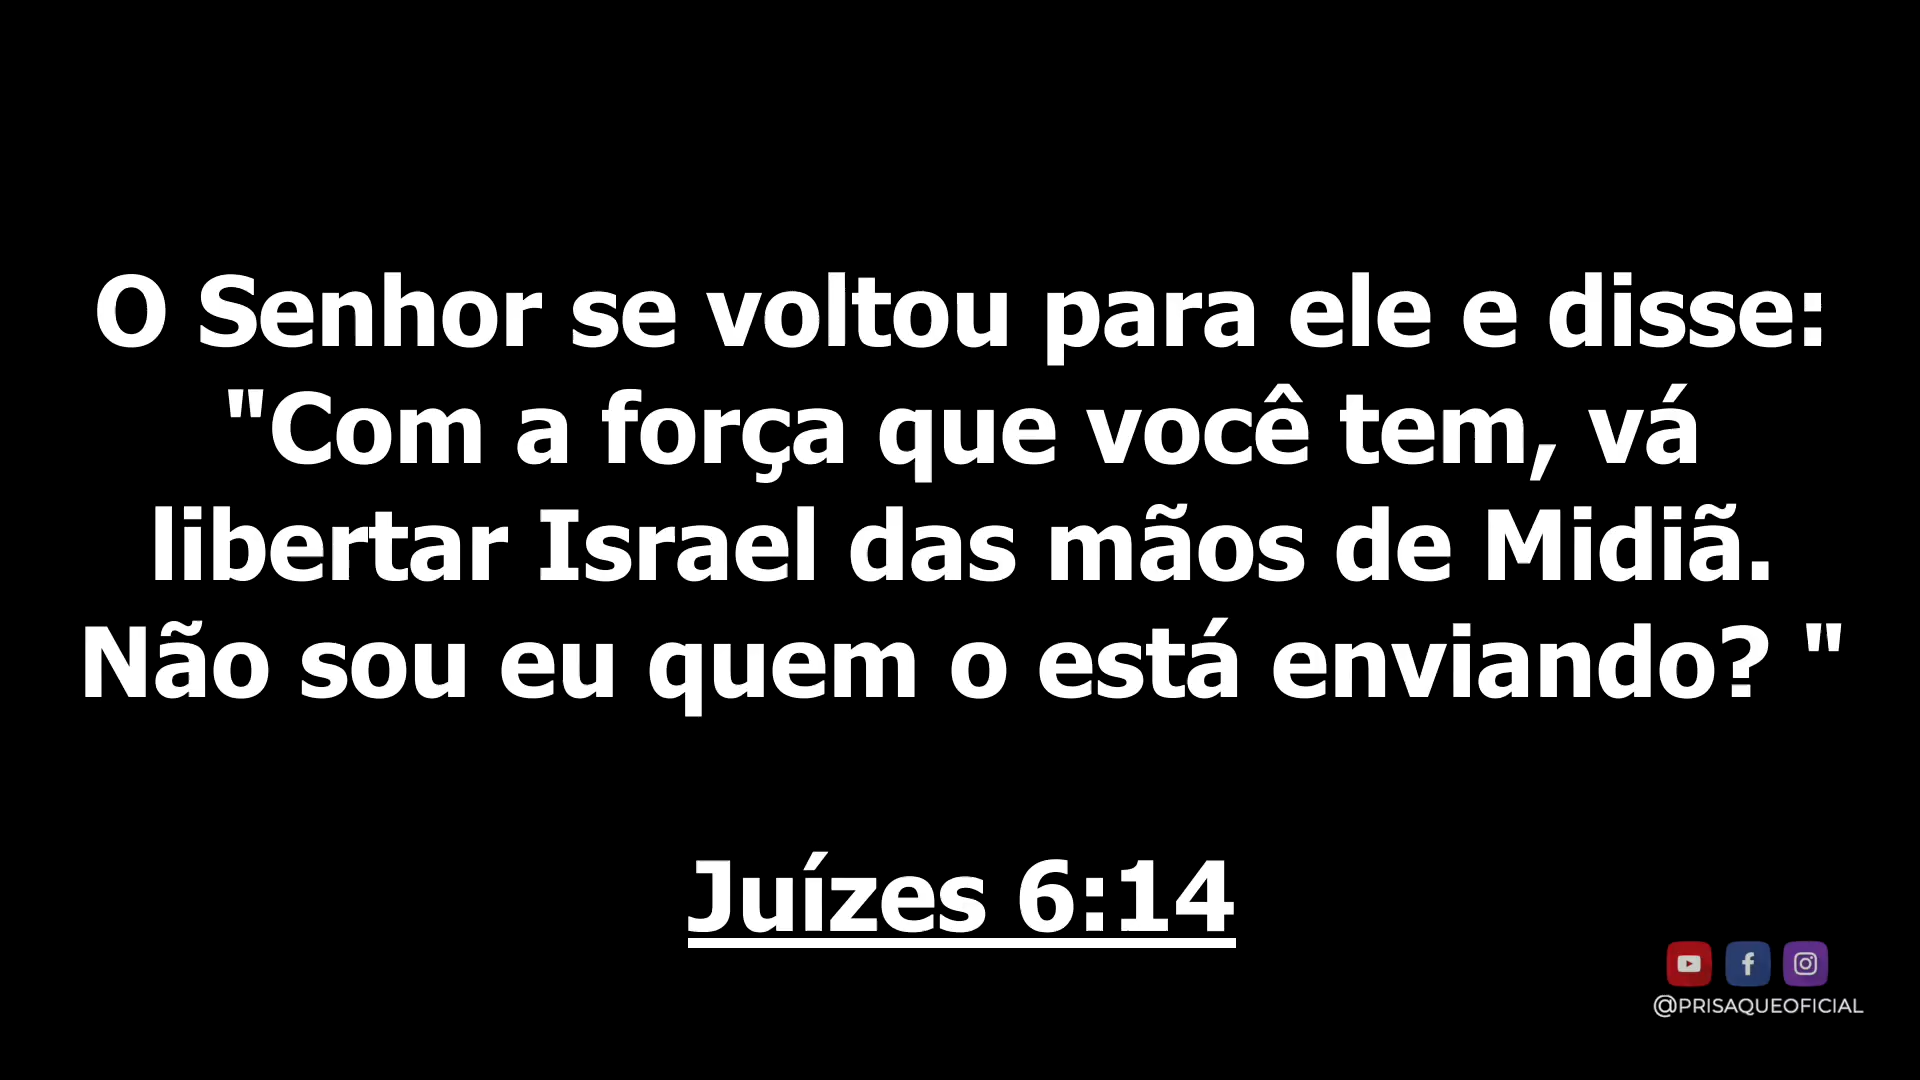 O Senhor se voltou para ele e disse:
"Com a força que você tem, vá
libertar Israel das mãos de Midiã.
Não sou eu quem o está enviando? "
Juízes 6:14
@PRISAQUEOFICIAL